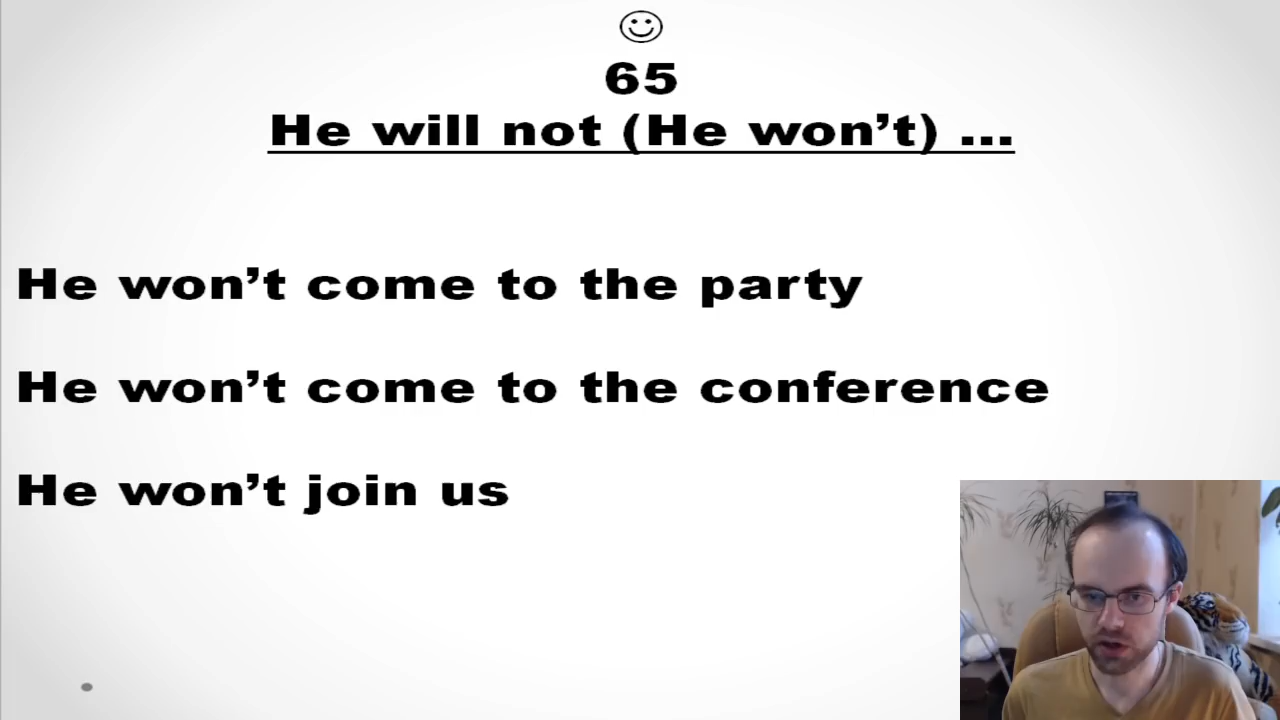 65
He will not (He won’t) ...
He won’t come to the party
He won’t come to the conference
He won’t join us